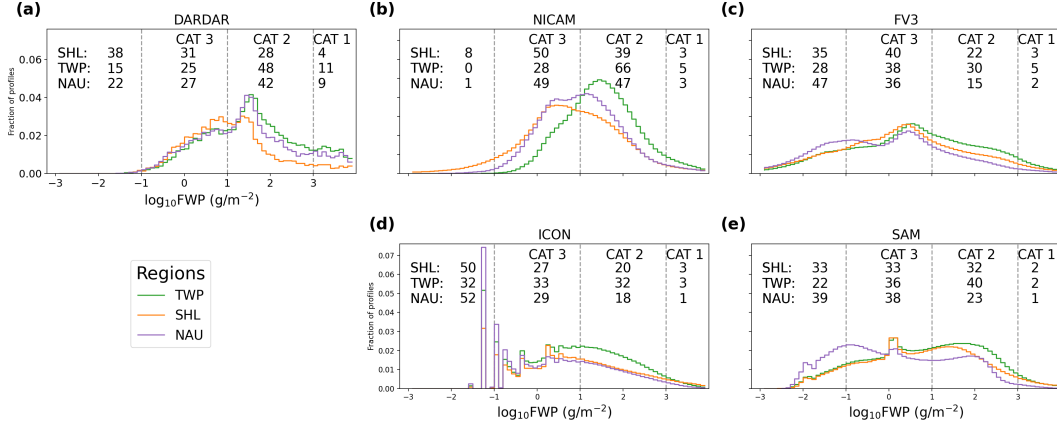 (a)
DARDAR
CAT 3 CAT 2 CAT 1
SHL: 38 31 28 4
TWP: 15 25 48 11
NAU: 22 27 42 9
Fraction of profiles
0.06
0.04
0.02
0.00
−3 −2 −1 0 1 2 3
log10FWP (g/m−2)
(b)
NICAM
CAT 3 CAT 2 CAT 1
SHL: 8 50 39 3
TWP: 0 28 66 5
NAU: 1 49 47 3
(c)
FV3
CAT 3 CAT 2 CAT 1
SHL: 35 40 22 3
TWP: 28 38 30 5
NAU: 47 36 15 2
Regions
TWP
SHL
NAU
(d)
ICON
CAT 3 CAT 2 CAT 1
SHL: 50 27 20 3
TWP: 32 33 32 3
NAU: 52 29 18 1
Fraction of profiles
0.07
0.06
0.05
0.04
0.03
0.02
0.01
0.00
−3 −2 −1 0 1 2 3
log10FWP (g/m−2)
(e)
SAM
CAT 3 CAT 2 CAT 1
SHL: 33 33 32 2
TWP: 22 36 40 2
NAU: 39 38 23 1
−3 −2 −1 0 1 2 3
log10FWP (g/m−2)